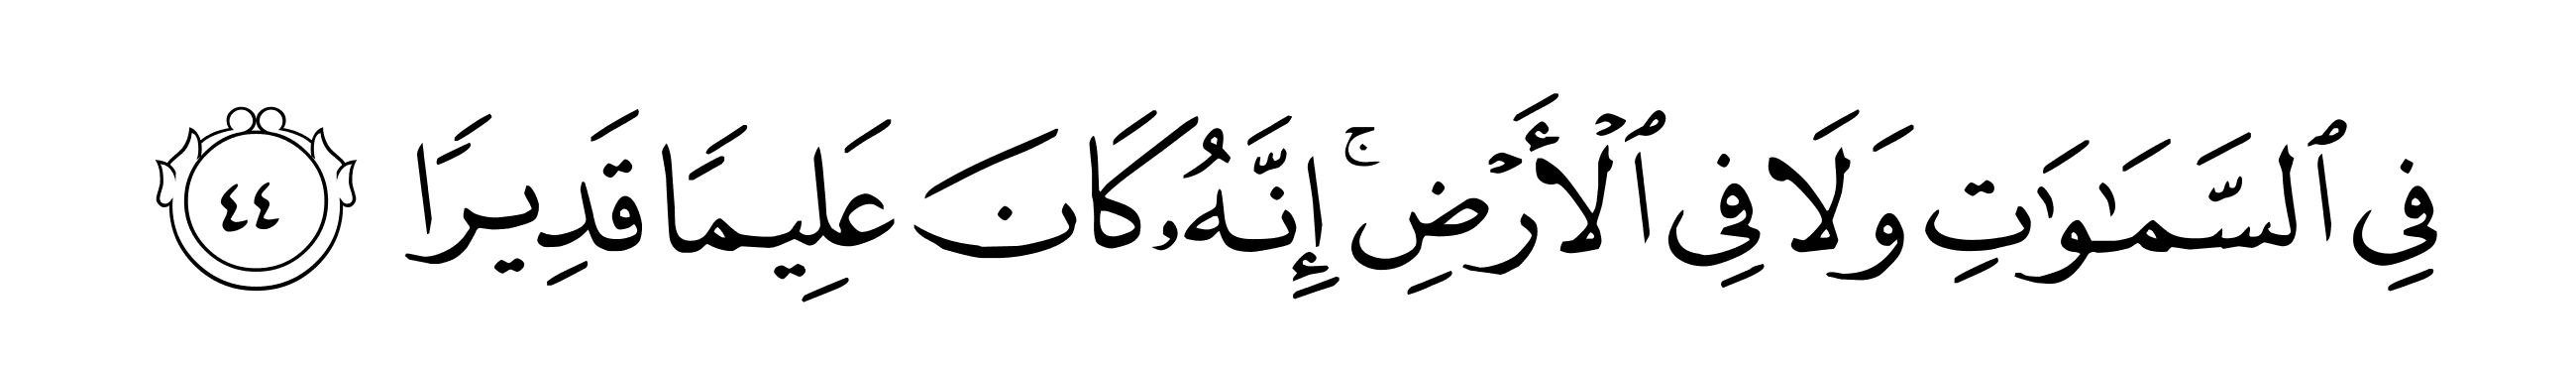 فِي ٱلسَّمَٰوَٰتِ وَلَا فِي ٱلْأَرْضِ ۚ إِنَّهُۥ كَانَ عَلِيمًا قَدِيرًا ٤٤